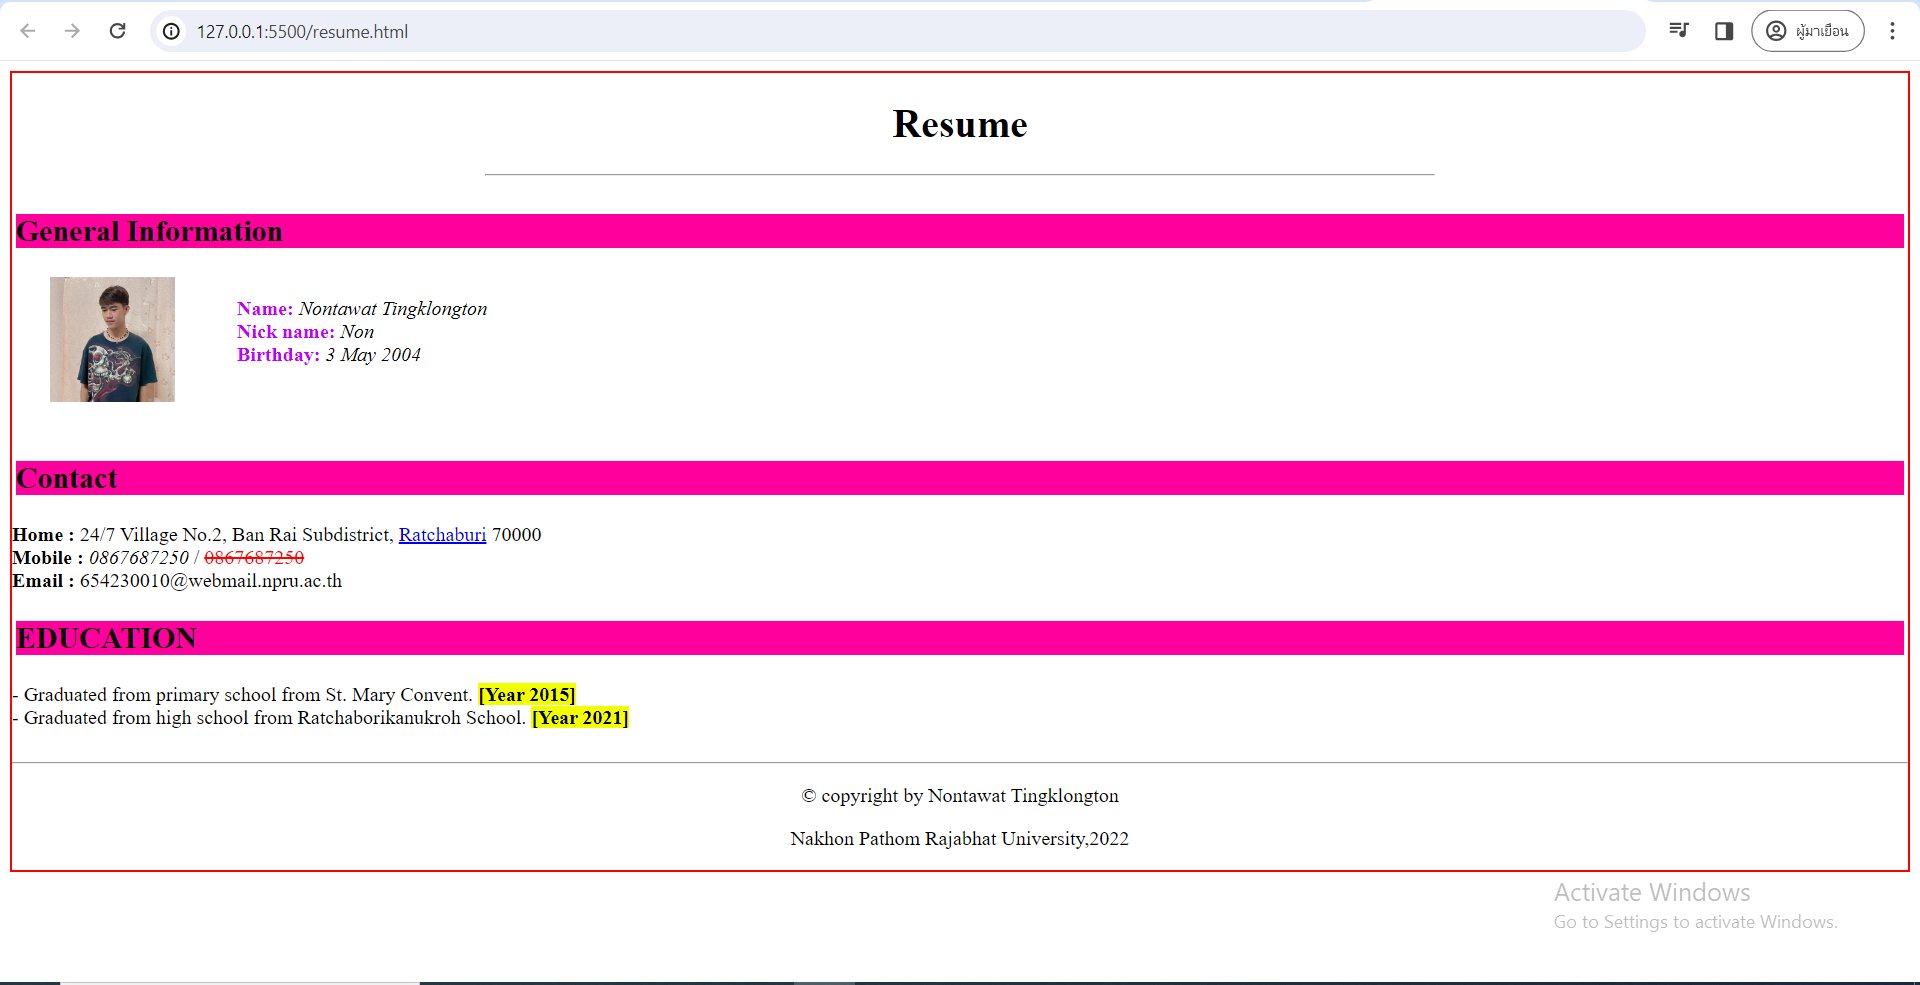 127.0.0.1:5500/resume.html
ผู้มาเยือน
Resume
General Information
Name: Nontawat Tingklongton
Nick name: Non
Birthday: 3 May 2004
Contact
Home : 24/7 Village No.2, Ban Rai Subdistrict, Ratchaburi 70000
Mobile : 0867687250 / 0867687250
Email : 654230010@webmail.npru.ac.th
EDUCATION
- Graduated from primary school from St. Mary Convent. [Year 2015]
- Graduated from high school from Ratchaborikanukroh School. [Year 2021]
© copyright by Nontawat Tingklongton
Nakhon Pathom Rajabhat University,2022
Activate Windows
Go to Settings to activate Windows.